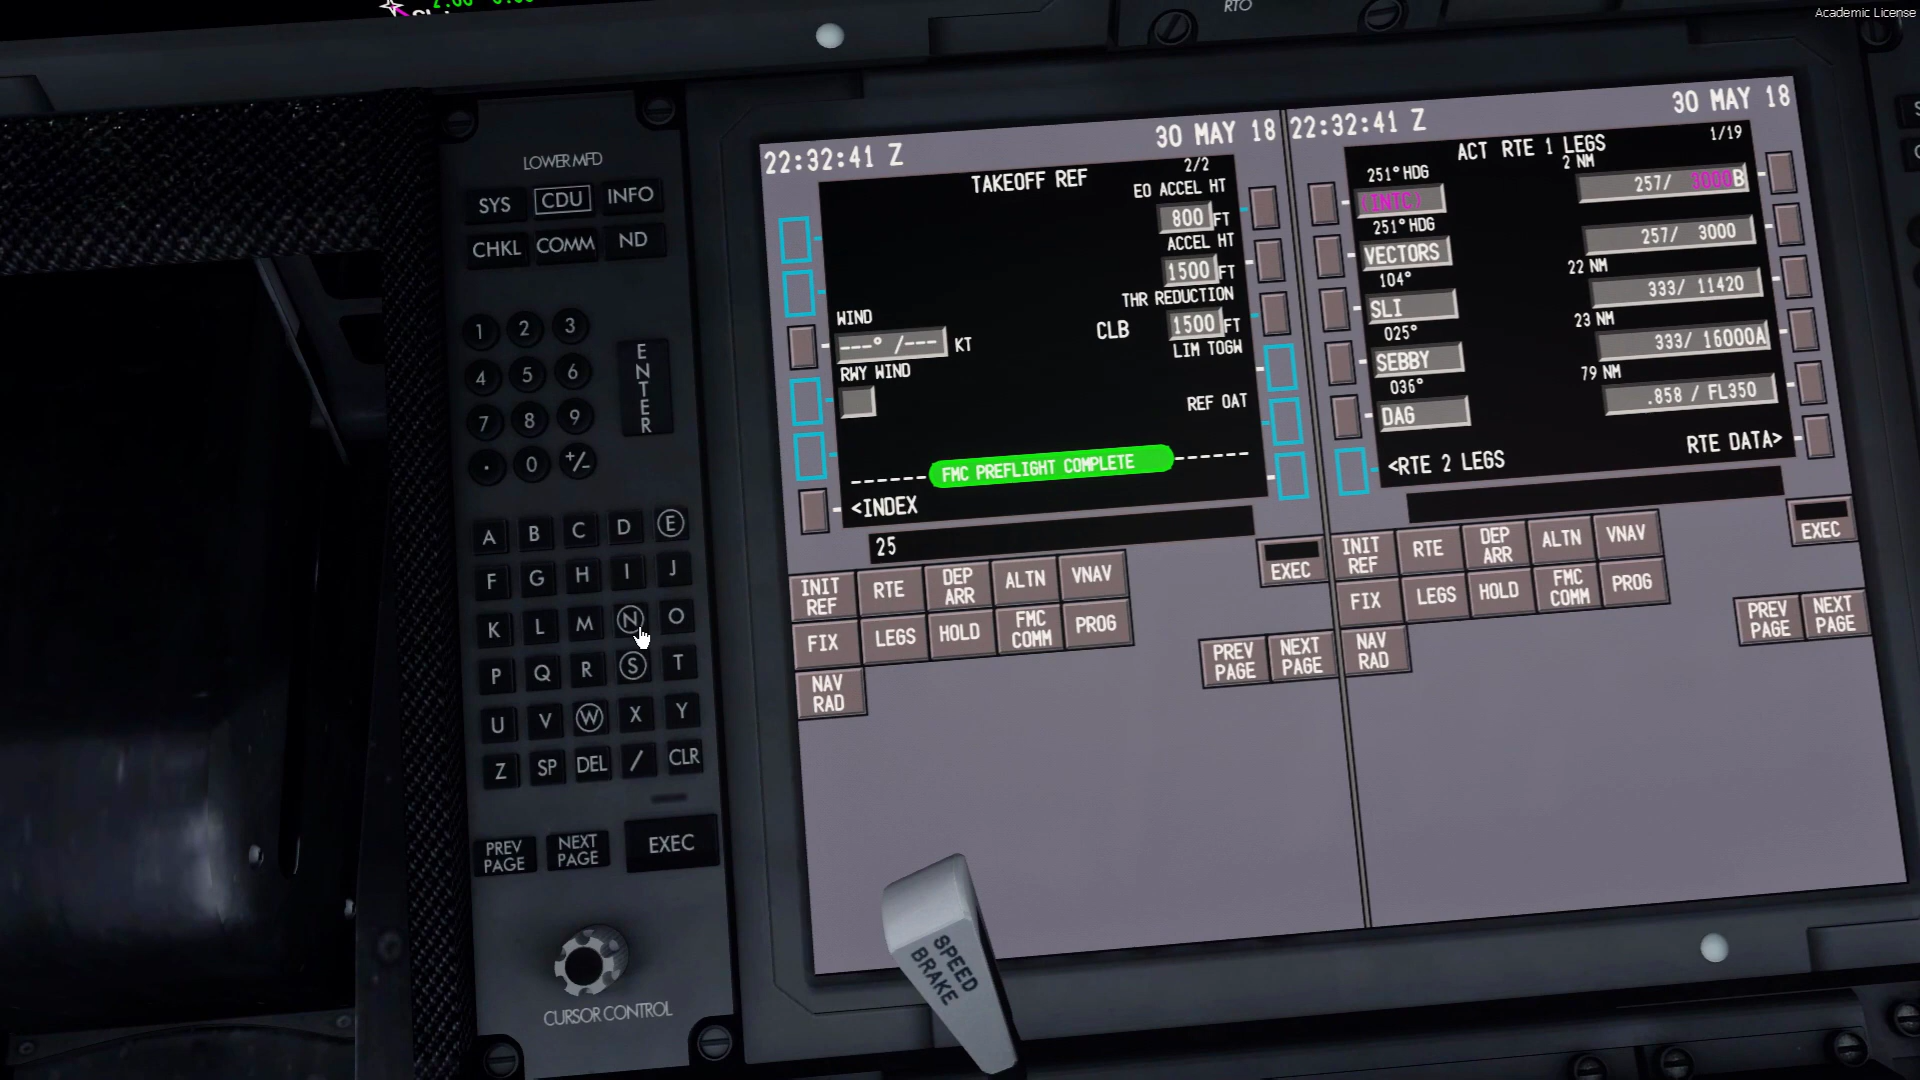 Academic License
RTO
LOWER MFD
SYS CDU INFO
CHKL COMM ND
1 2 3
4 5 6
7 8 9
. 0 +/-
ENTER
A B C D E
F G H I J
K L M N O
P Q R S T
U V W X Y
Z SP DEL / CLR
PREV PAGE
NEXT PAGE
EXEC
CURSOR CONTROL
22:32:41 Z 30 MAY 18
TAKEOFF REF 2/2
EO ACCEL HT
800 FT
ACCEL HT
1500 FT
THR REDUCTION
WIND
CLB 1500 FT
---° /--- KT
LIM TOGW
RWY WIND
REF OAT
------ FMC PREFLIGHT COMPLETE ------
<INDEX
25
INIT REF
RTE
DEP ARR
ALTN
VNAV
EXEC
FIX
LEGS
HOLD
FMC COMM
PROG
PREV PAGE
NEXT PAGE
NAV RAD
22:32:41 Z 30 MAY 18
ACT RTE 1 LEGS 1/19
251° HDG 2 NM
(INTC) 257/ 3000B
251° HDG
VECTORS 257/ 3000
104° 22 NM
SLI 333/ 11420
025° 23 NM
SEBBY 333/ 16000A
036° 79 NM
DAG .858 / FL350
<RTE 2 LEGS RTE DATA>
INIT REF
RTE
DEP ARR
ALTN
VNAV
EXEC
FIX
LEGS
HOLD
FMC COMM
PROG
PREV PAGE
NEXT PAGE
NAV RAD
SPEED BRAKE